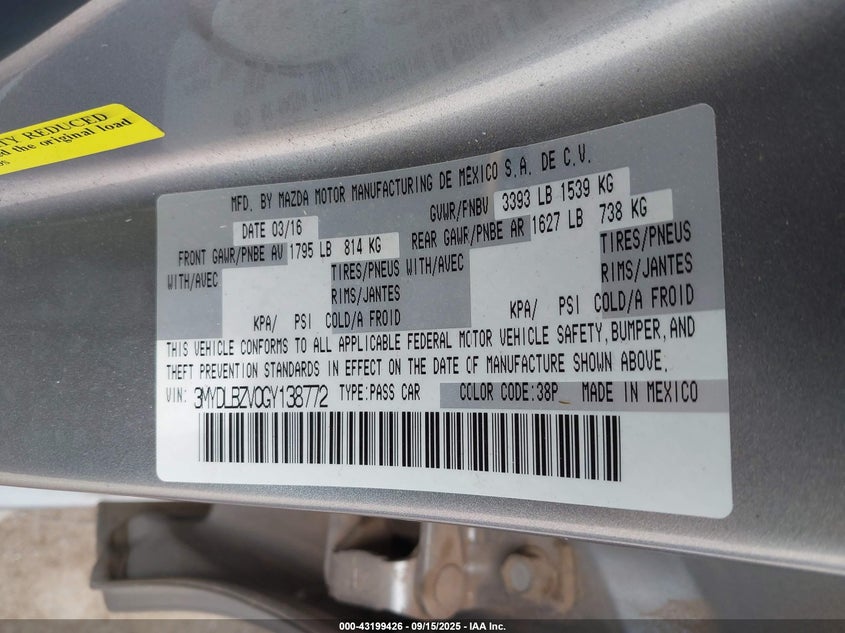 TY REDUCED
d the original load
MFD. BY MAZDA MOTOR MANUFACTURING DE MÉXICO S.A. DE C.V.
DATE 03/16
GVWR/FNBV 3393 LB 1539 KG
FRONT GAWR/PNBE AV 1795 LB 814 KG REAR GAWR/PNBE AR 1627 LB 738 KG
WITH/AVEC TIRES/PNEUS WITH/AVEC TIRES/PNEUS
RIMS/JANTES RIMS/JANTES
KPA/ PSI COLD/A FROID KPA/ PSI COLD/A FROID
THIS VEHICLE CONFORMS TO ALL APPLICABLE FEDERAL MOTOR VEHICLE SAFETY, BUMPER, AND
THEFT PREVENTION STANDARDS IN EFFECT ON THE DATE OF MANUFACTURE SHOWN ABOVE.
VIN: 3MYDLBZV0GY138772 TYPE:PASS CAR COLOR CODE:38P MADE IN MEXICO
000-43199426 - 09/15/2025 - IAA Inc.